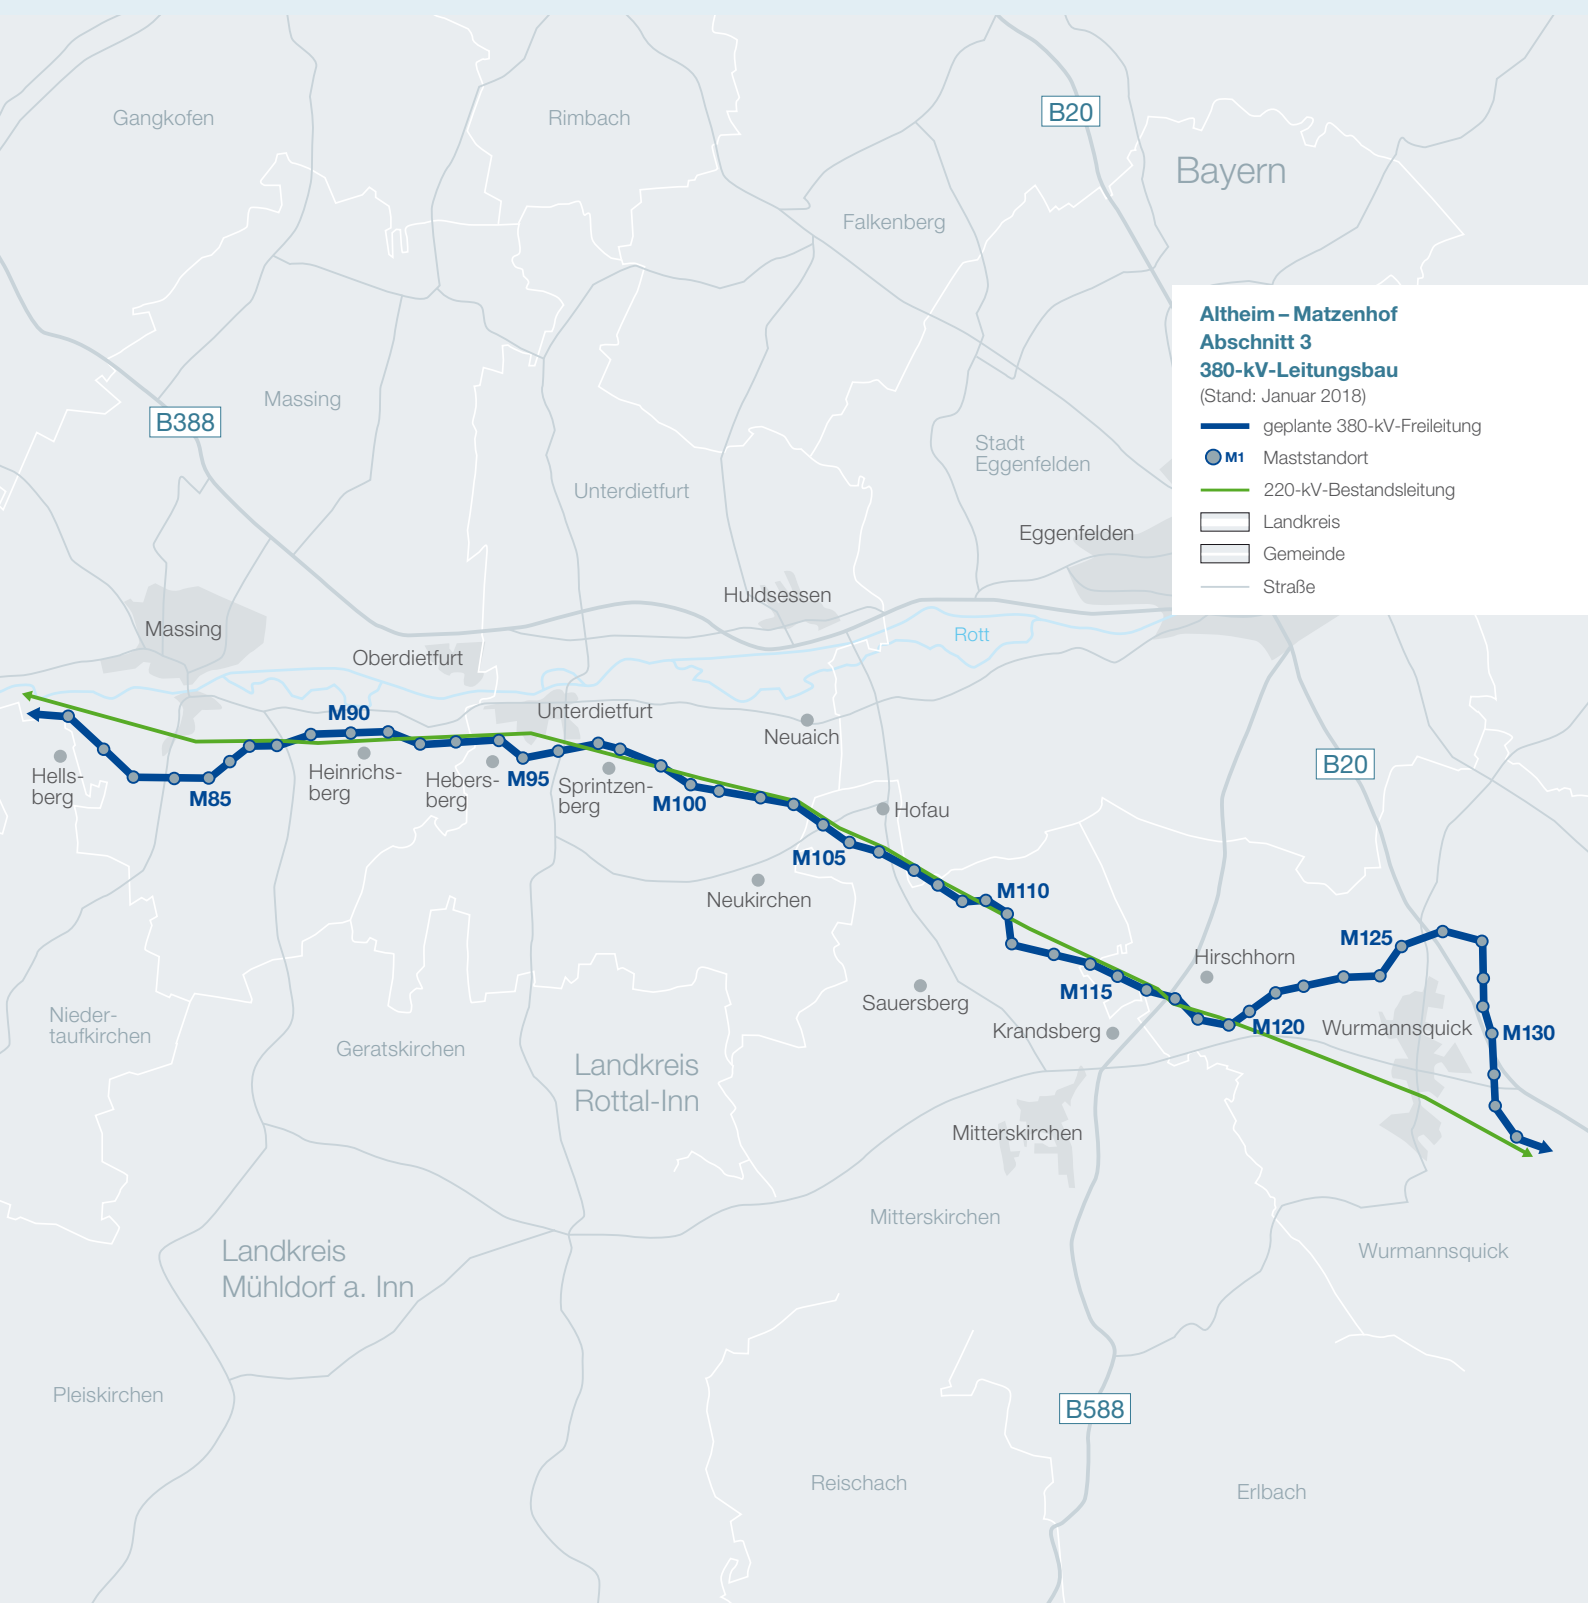 Gangkofen
Rimbach
B20
Bayern
Falkenberg
Altheim – Matzenhof
Abschnitt 3
380-kV-Leitungsbau
(Stand: Januar 2018)
geplante 380-kV-Freileitung
M1 Maststandort
220-kV-Bestandsleitung
Landkreis
Gemeinde
Straße
Massing
B388
Stadt
Eggenfelden
Unterdietfurt
Eggenfelden
Huldsessen
Massing
Rott
Oberdietfurt
M90
Unterdietfurt
Neuaich
Hells-
berg
M85
Heinrichs-
berg
Hebers-
berg
M95
Sprintzen-
berg
M100
B20
Hofau
M105
Neukirchen
M110
M125
Hirschhorn
M115
Sauersberg
Krandsberg
M120
Wurmannsquick
M130
Nieder-
taufkirchen
Geratskirchen
Landkreis
Rottal-Inn
Mitterskirchen
Mitterskirchen
Landkreis
Mühldorf a. Inn
Wurmannsquick
Pleiskirchen
B588
Reischach
Erlbach